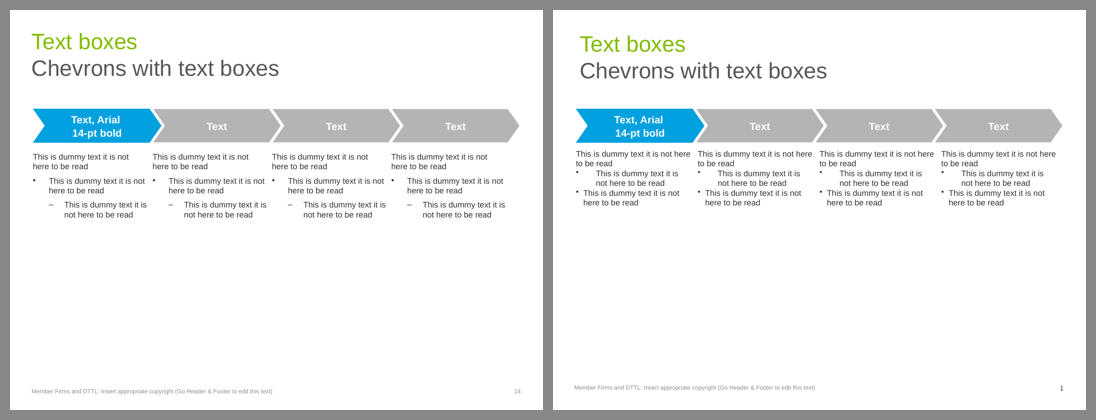 Text boxes
Chevrons with text boxes
Text, Arial
14-pt bold
Text
Text
Text
This is dummy text it is not
here to be read
• This is dummy text it is not
here to be read
– This is dummy text it is
not here to be read
This is dummy text it is not
here to be read
• This is dummy text it is not
here to be read
– This is dummy text it is
not here to be read
This is dummy text it is not
here to be read
• This is dummy text it is not
here to be read
– This is dummy text it is
not here to be read
This is dummy text it is not
here to be read
• This is dummy text it is not
here to be read
– This is dummy text it is
not here to be read
Member Firms and DTTL: Insert appropriate copyright (Go Header & Footer to edit this text)
14
Text boxes
Chevrons with text boxes
Text, Arial
14-pt bold
Text
Text
Text
This is dummy text it is not here
to be read
• This is dummy text it is
not here to be read
• This is dummy text it is not
here to be read
This is dummy text it is not here
to be read
• This is dummy text it is
not here to be read
• This is dummy text it is not
here to be read
This is dummy text it is not here
to be read
• This is dummy text it is
not here to be read
• This is dummy text it is not
here to be read
This is dummy text it is not here
to be read
• This is dummy text it is
not here to be read
• This is dummy text it is not
here to be read
Member Firms and DTTL: Insert appropriate copyright (Go Header & Footer to edit this text)
1